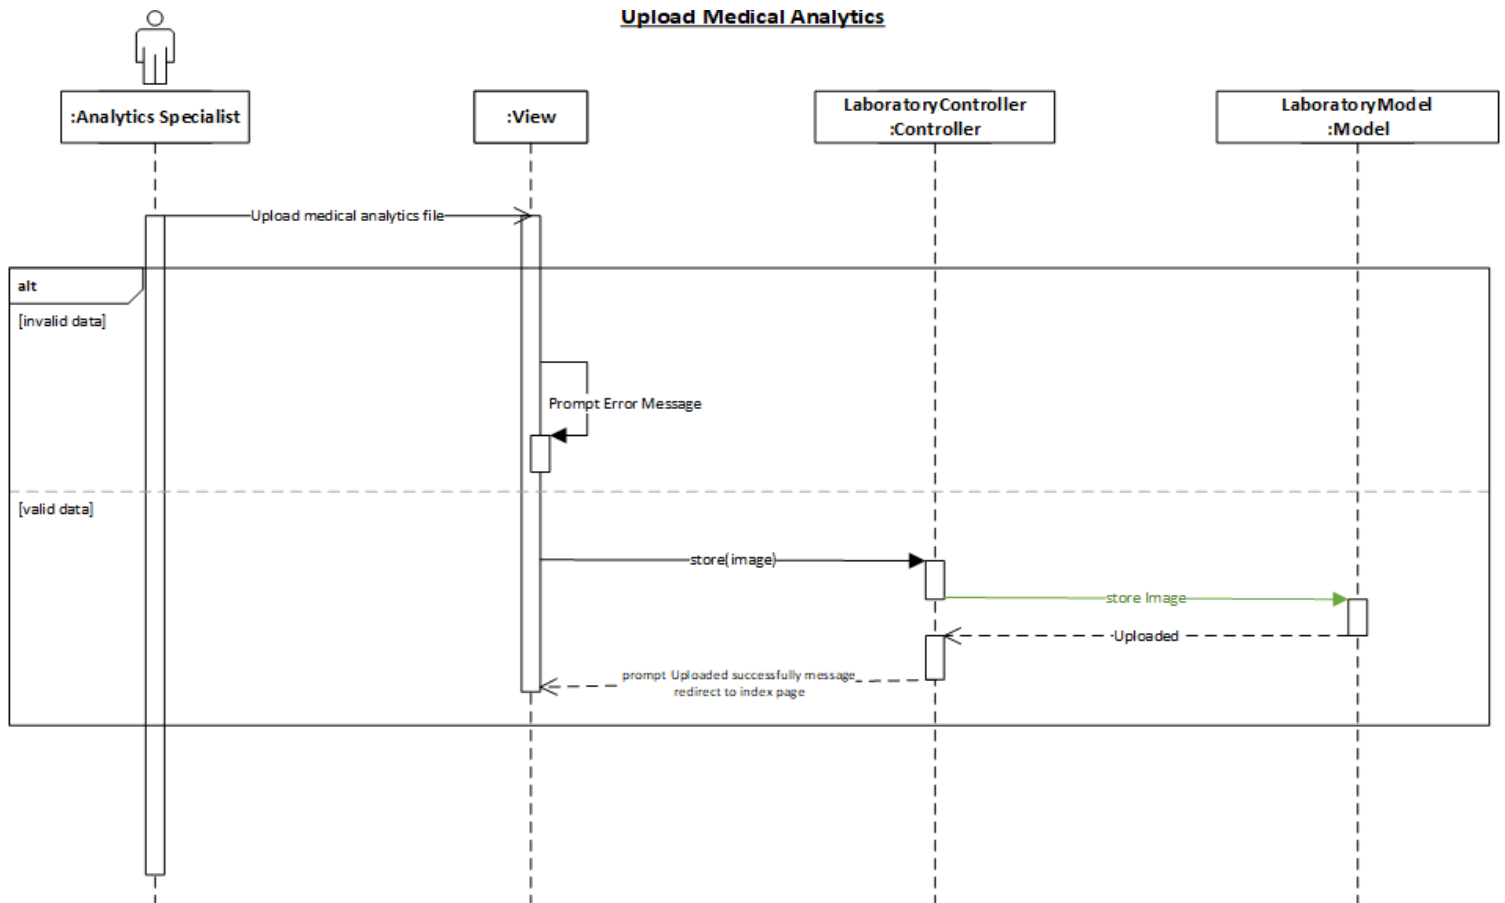 Upload Medical Analytics
:Analytics Specialist
:View
LaboratoryController
:Controller
LaboratoryModel
:Model
Upload medical analytics file
alt
[invalid data]
Prompt Error Message
[valid data]
store(image)
store Image
Uploaded
prompt Uploaded successfully message
redirect to index page